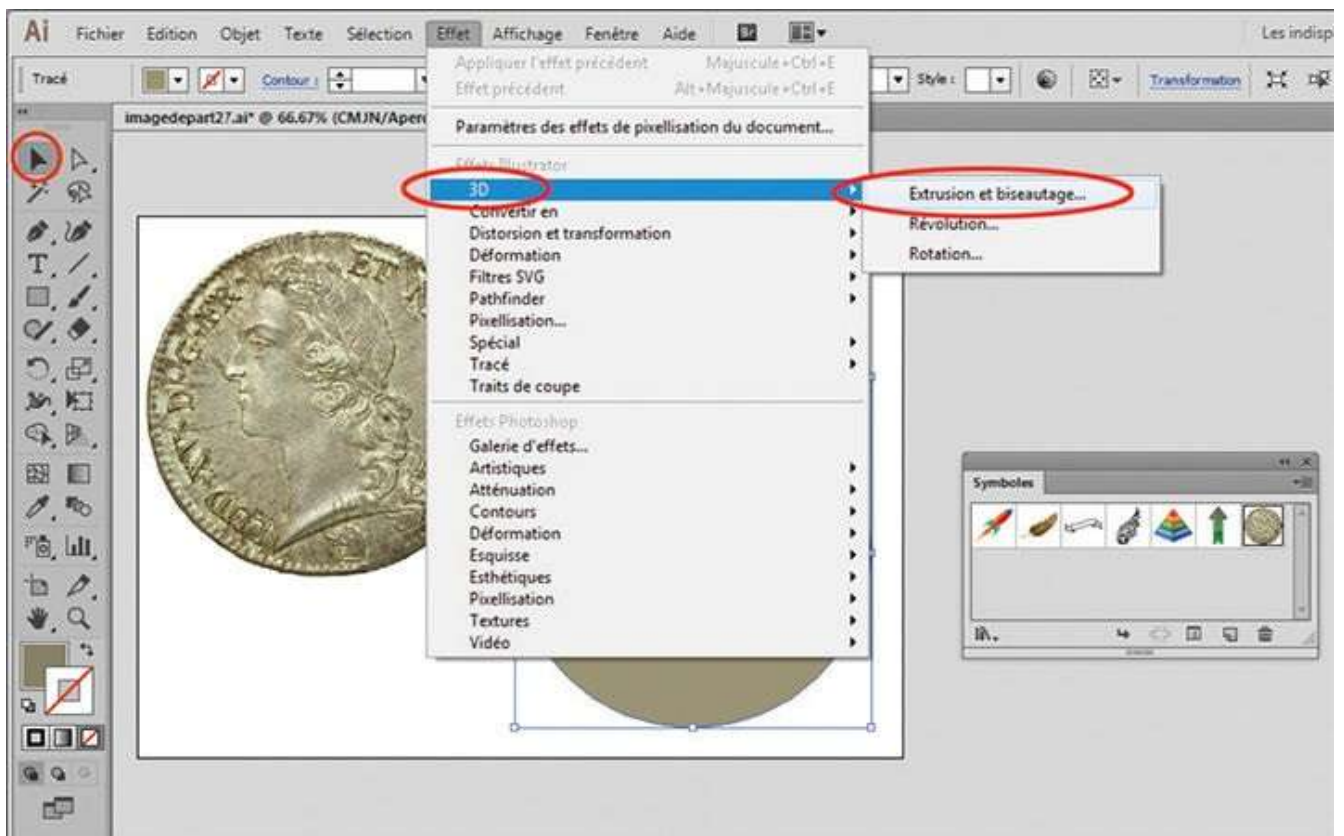 Ai Fichier Edition Objet Texte Sélection Effet Affichage Fenêtre Aide Br Les indisp
Tracé Contour : Style : Transformation
imagedepart27.ai* @ 66.67% (CMJN/Aper
Appliquer l'effet précédent Majuscule+Ctrl+E
Effet précédent Alt+Majuscule+Ctrl+E
Paramètres des effets de pixellisation du document...
Effets Illustrator
3D
Convertir en
Distorsion et transformation
Déformation
Filtres SVG
Pathfinder
Pixellisation...
Spécial
Tracé
Traits de coupe
Effets Photoshop
Galerie d'effets...
Artistiques
Atténuation
Contours
Déformation
Esquisse
Esthétiques
Pixellisation
Textures
Vidéo
Extrusion et biseautage...
Révolution...
Rotation...
Symboles